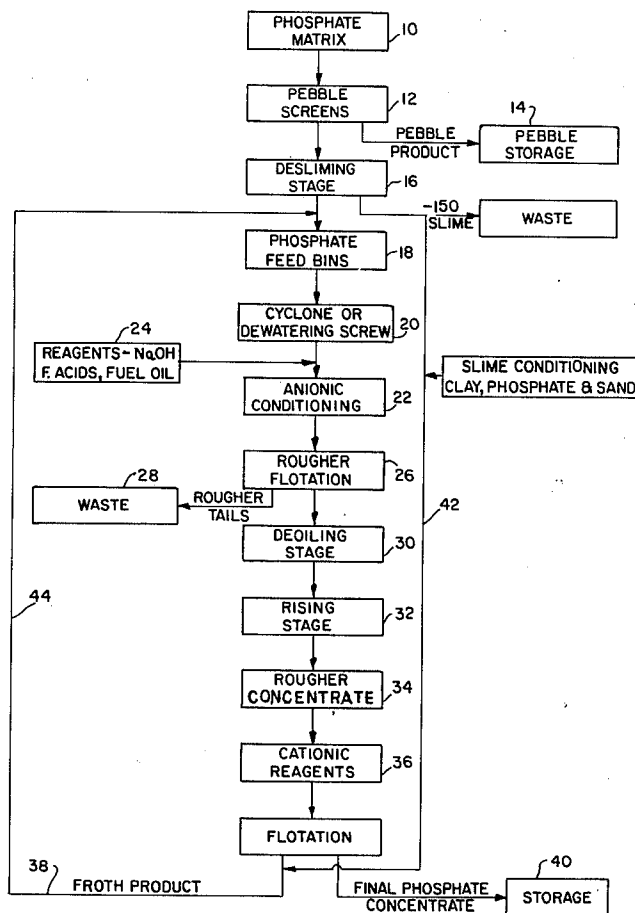 PHOSPHATE
MATRIX
10
PEBBLE
SCREENS
12
14
PEBBLE
PRODUCT
PEBBLE
STORAGE
DESLIMING
STAGE
16
-150
SLIME
WASTE
PHOSPHATE
FEED BINS
18
CYCLONE OR
DEWATERING SCREW
20
24
REAGENTS-NaOH
F. ACIDS, FUEL OIL
SLIME CONDITIONING
CLAY, PHOSPHATE & SAND
ANIONIC
CONDITIONING
22
ROUGHER
FLOTATION
26
28
WASTE
ROUGHER
TAILS
42
DEOILING
STAGE
30
44
RISING
STAGE
32
ROUGHER
CONCENTRATE
34
CATIONIC
REAGENTS
36
FLOTATION
38
FROTH PRODUCT
FINAL PHOSPHATE
CONCENTRATE
40
STORAGE